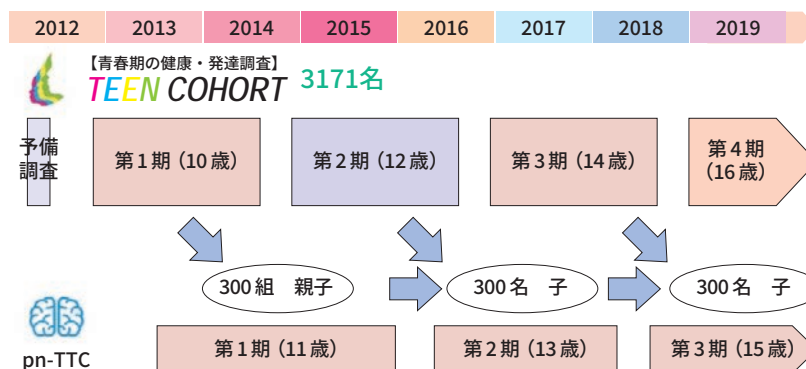 2012 2013 2014 2015 2016 2017 2018 2019
【青春期の健康・発達調査】
TEEN COHORT 3171名
予備
調査
第1期（10歳）
第2期（12歳）
第3期（14歳）
第4期
（16歳）
300組　親子
300名　子
300名　子
pn-TTC
第1期（11歳）
第2期（13歳）
第3期（15歳）